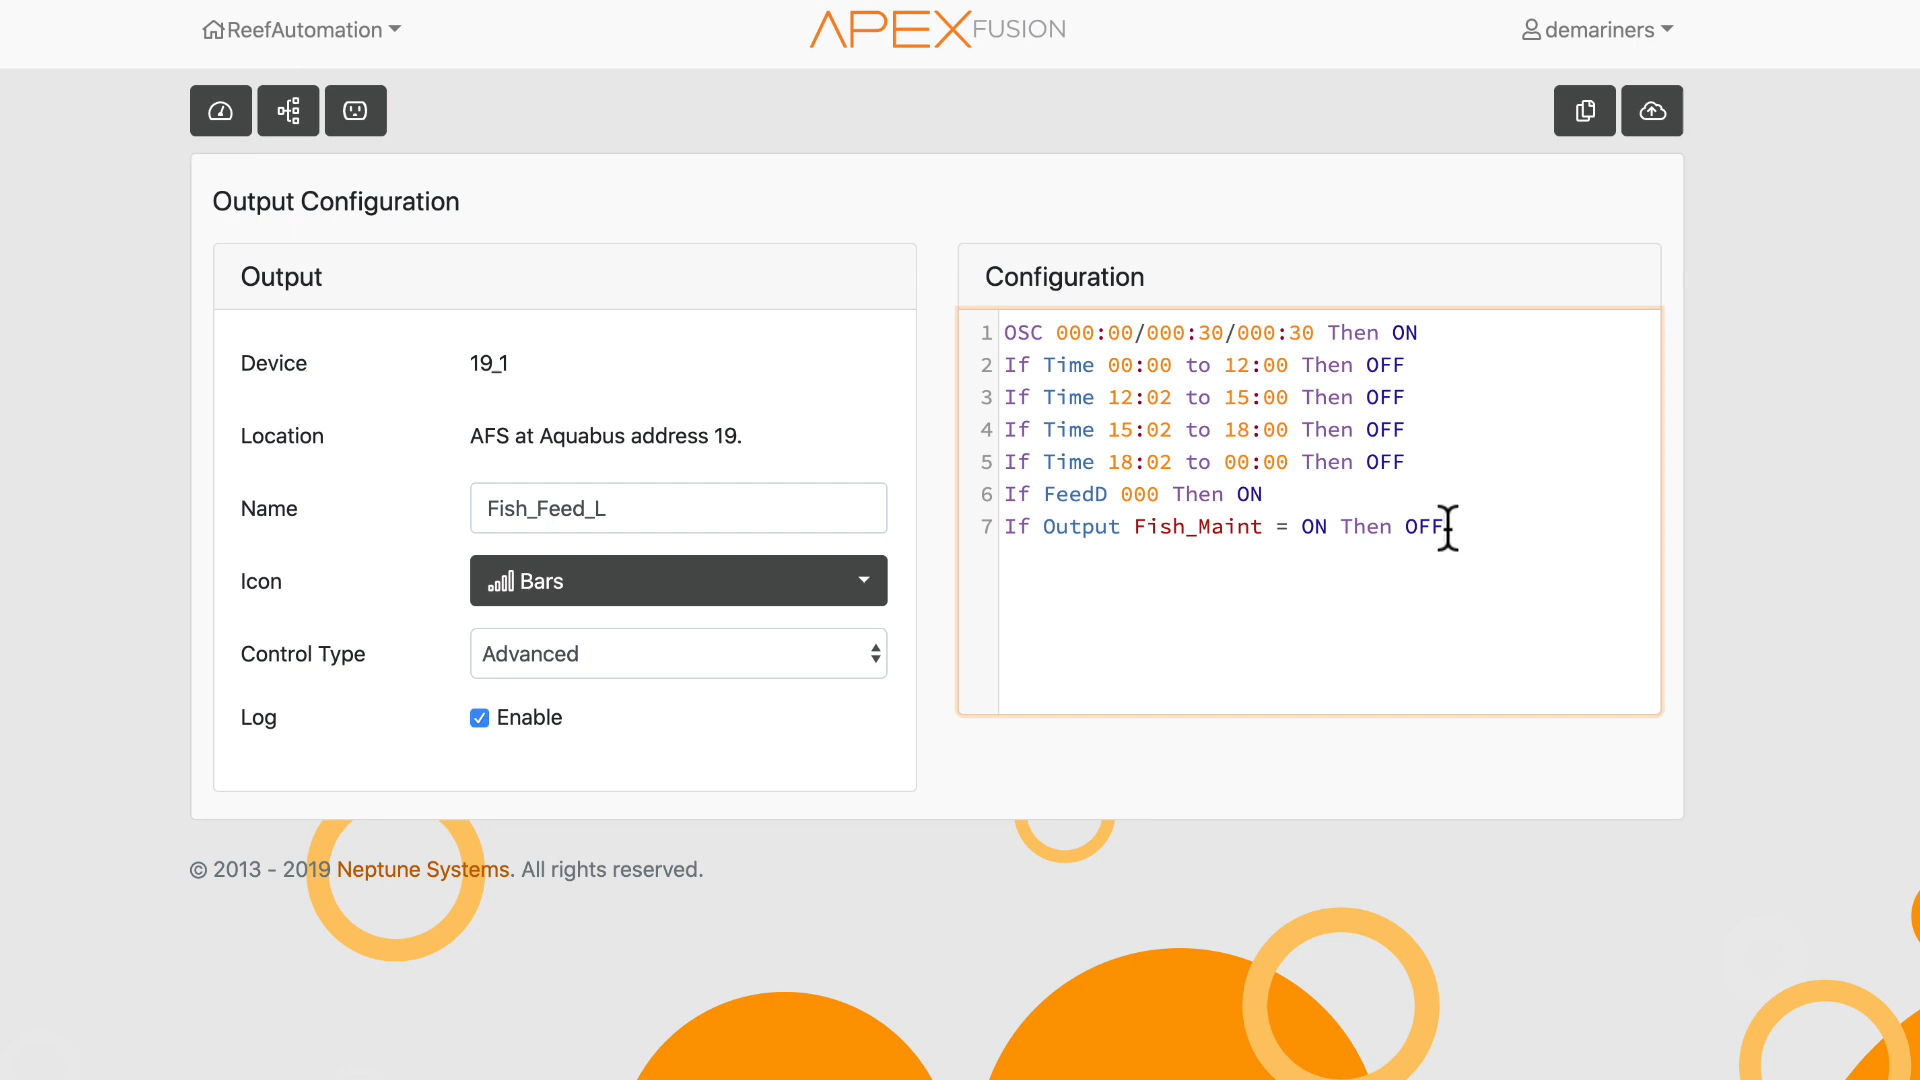 ReefAutomation
APEX FUSION
demariners
Output Configuration
Output
Device 19_1
Location AFS at Aquabus address 19.
Name Fish_Feed_L
Icon Bars
Control Type Advanced
Log Enable
Configuration
1 OSC 000:00/000:30/000:30 Then ON
2 If Time 00:00 to 12:00 Then OFF
3 If Time 12:02 to 15:00 Then OFF
4 If Time 15:02 to 18:00 Then OFF
5 If Time 18:02 to 00:00 Then OFF
6 If FeedD 000 Then ON
7 If Output Fish_Maint = ON Then OFF
© 2013 - 2019 Neptune Systems. All rights reserved.